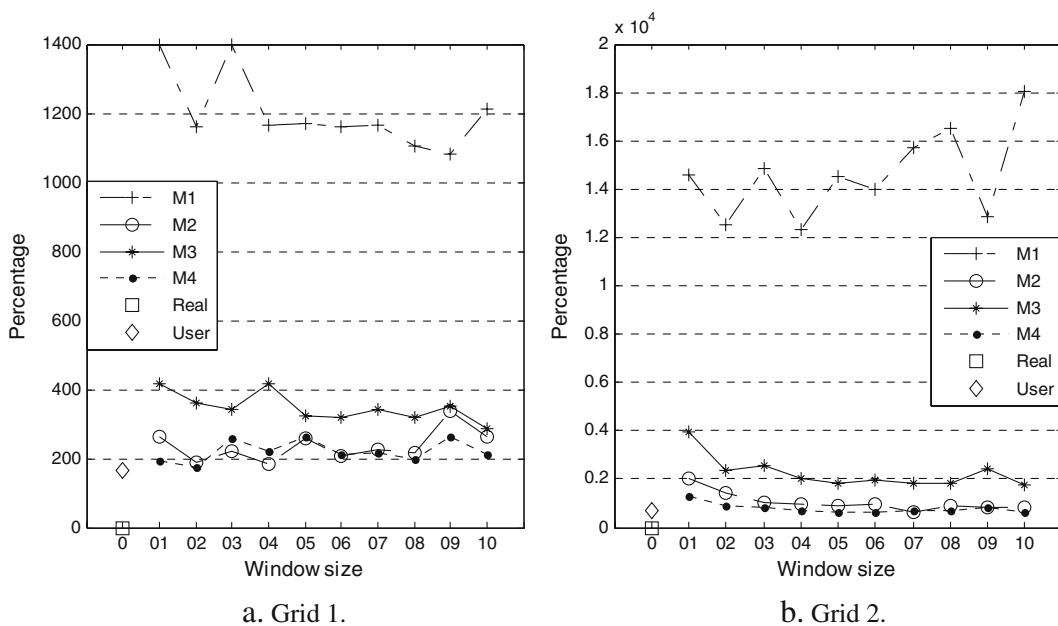 1400
1200
1000
800
600
400
200
0
Percentage
M1
M2
M3
M4
Real
User
0 01 02 03 04 05 06 07 08 09 10
Window size
a. Grid 1.
x 10^4
2
1.8
1.6
1.4
1.2
1
0.8
0.6
0.4
0.2
0
Percentage
M1
M2
M3
M4
Real
User
0 01 02 03 04 05 06 07 08 09 10
Window size
b. Grid 2.